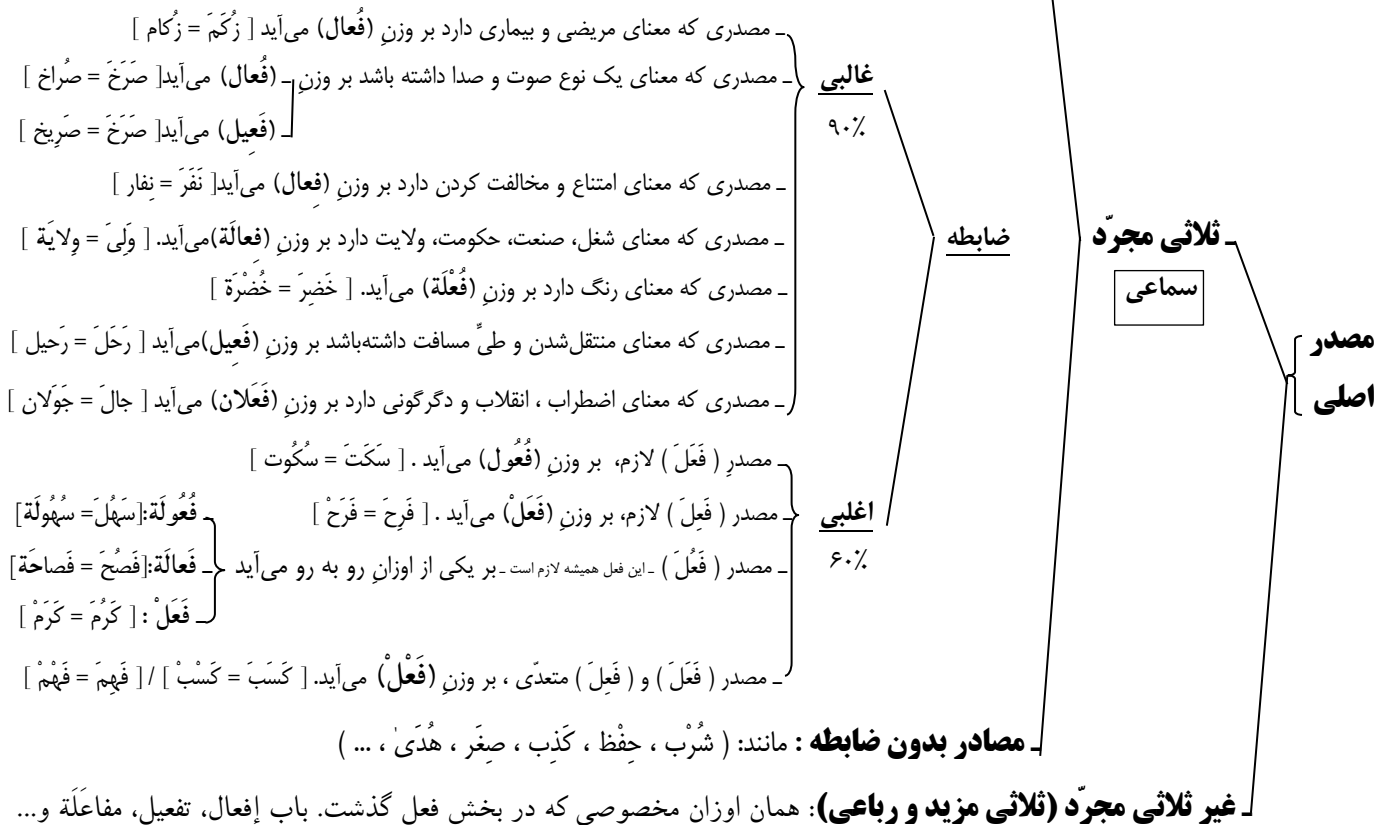 ـ مصدری که معنای مریضی و بیماری دارد بر وزنِ (فُعال) می‌آید [ زُکَمَ = زُکام ]
غالبی ـ مصدری که معنای یک نوع صوت و صدا داشته باشد بر وزنِ ـ (فُعال) می‌آید[ صَرَخَ = صُراخ ]
۹۰٪ ـ (فَعِیل) می‌آید[ صَرَخَ = صَرِیخ ]
ـ مصدری که معنای امتناع و مخالفت کردن دارد بر وزنِ (فِعال) می‌آید[ نَفَرَ = نِفار ]
ـ ثلاثی مجرّد ضابطه ـ مصدری که معنای شغل، صنعت، حکومت، ولایت دارد بر وزنِ (فِعالَة)می‌آید. [ وَلِیَ = وِلایَة ]
سماعی ـ مصدری که معنای رنگ دارد بر وزنِ (فُعْلَة) می‌آید. [ خَضِرَ = خُضْرَة ]
مصدر ـ مصدری که معنای منتقل‌شدن و طیِّ مسافت داشته‌باشد بر وزنِ (فَعِیل)می‌آید [ رَحَلَ = رَحیل ]
اصلی ـ مصدری که معنای اضطراب ، انقلاب و دگرگونی دارد بر وزنِ (فَعَلان) می‌آید [ جالَ = جَوَلان ]
ـ مصدرِ ( فَعَلَ ) لازم، بر وزنِ (فُعُول) می‌آید . [ سَکَتَ = سُکُوت ]
اغلبی ـ مصدر ( فَعِلَ ) لازم، بر وزنِ (فَعَلْ) می‌آید . [ فَرِحَ = فَرَحْ ] ـ فُعُولَة:[سَهُلَ= سُهُولَة]
۶۰٪ ـ مصدر ( فَعُلَ ) ـ این فعل همیشه لازم است ـ بر یکی از اوزانِ رو به رو می‌آید ـ فَعالَة:[فَصُحَ = فَصاحَة]
ـ فَعَلْ : [ کَرُمَ = کَرَمْ ]
ـ مصدر ( فَعَلَ ) و ( فَعِلَ ) متعدّی ، بر وزنِ (فَعْلْ) می‌آید. [ کَسَبَ = کَسْبْ ] / [ فَهِمَ = فَهْمْ ]
ـ مصادر بدون ضابطه : مانند: ( شُرْب ، حِفْظ ، کَذِب ، صِغَر ، هُدَیٰ ، ... )
ـ غیر ثلاثی مجرّد (ثلاثی مزید و رباعی): همان اوزان مخصوصی که در بخش فعل گذشت. باب إفعال، تفعیل، مفاعَلَة و...